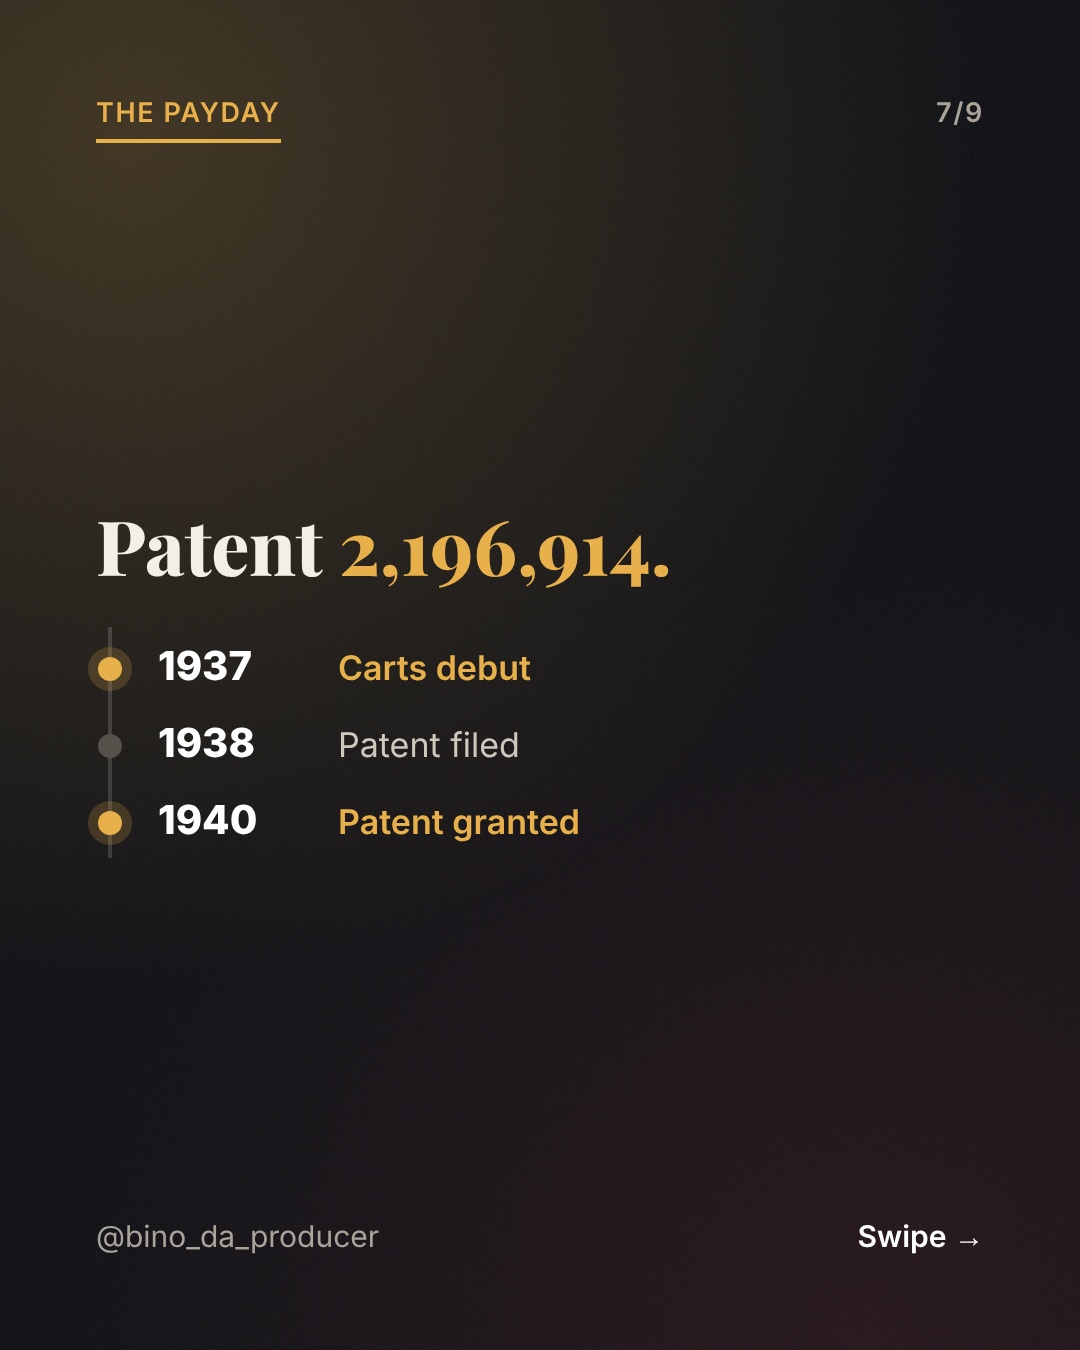 THE PAYDAY
7/9
Patent 2,196,914.
1937 Carts debut
1938 Patent filed
1940 Patent granted
@bino_da_producer
Swipe →